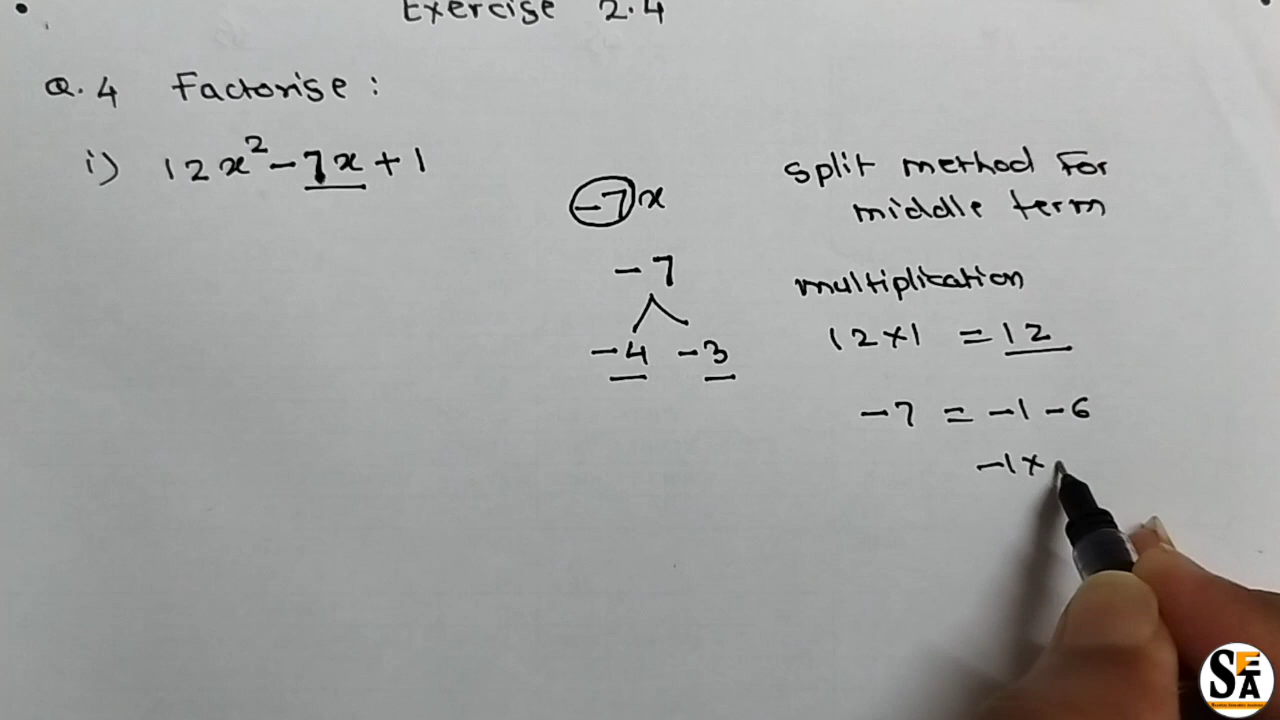 Exercise 2.4
Q.4 Factorise:
i) 12x² - 7x + 1
-7x
-7
-4 -3
split method for
middle term
multiplication
12×1 = 12
-7 = -1 -6
-1×
SEA